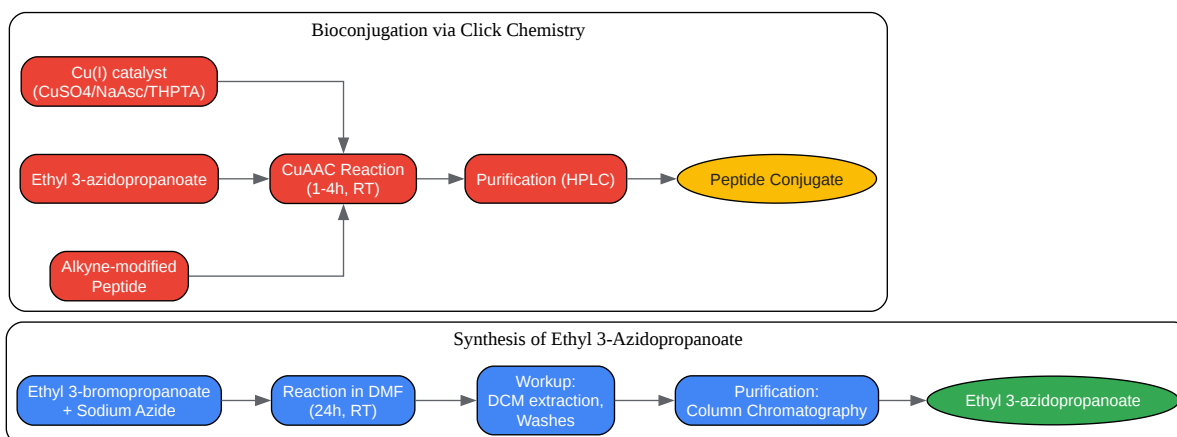 Bioconjugation via Click Chemistry
Cu(I) catalyst
(CuSO4/NaAsc/THPTA)
Ethyl 3-azidopropanoate
CuAAC Reaction
(1-4h, RT)
Purification (HPLC)
Peptide Conjugate
Alkyne-modified
Peptide
Synthesis of Ethyl 3-Azidopropanoate
Ethyl 3-bromopropanoate
+ Sodium Azide
Reaction in DMF
(24h, RT)
Workup:
DCM extraction,
Washes
Purification:
Column Chromatography
Ethyl 3-azidopropanoate